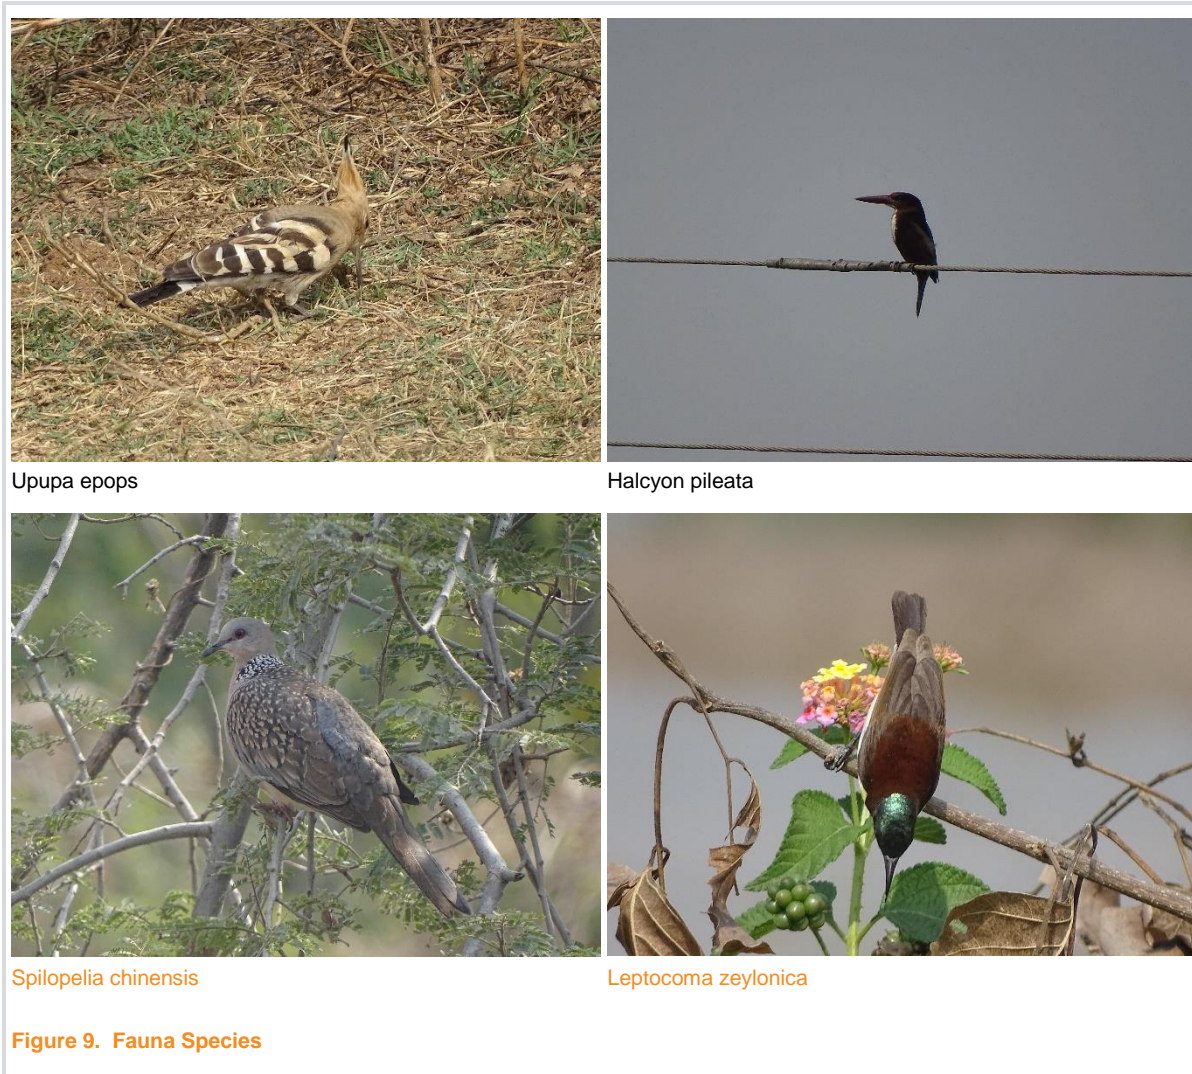 Upupa epops
Halcyon pileata
Spilopelia chinensis
Leptocoma zeylonica
Figure 9. Fauna Species